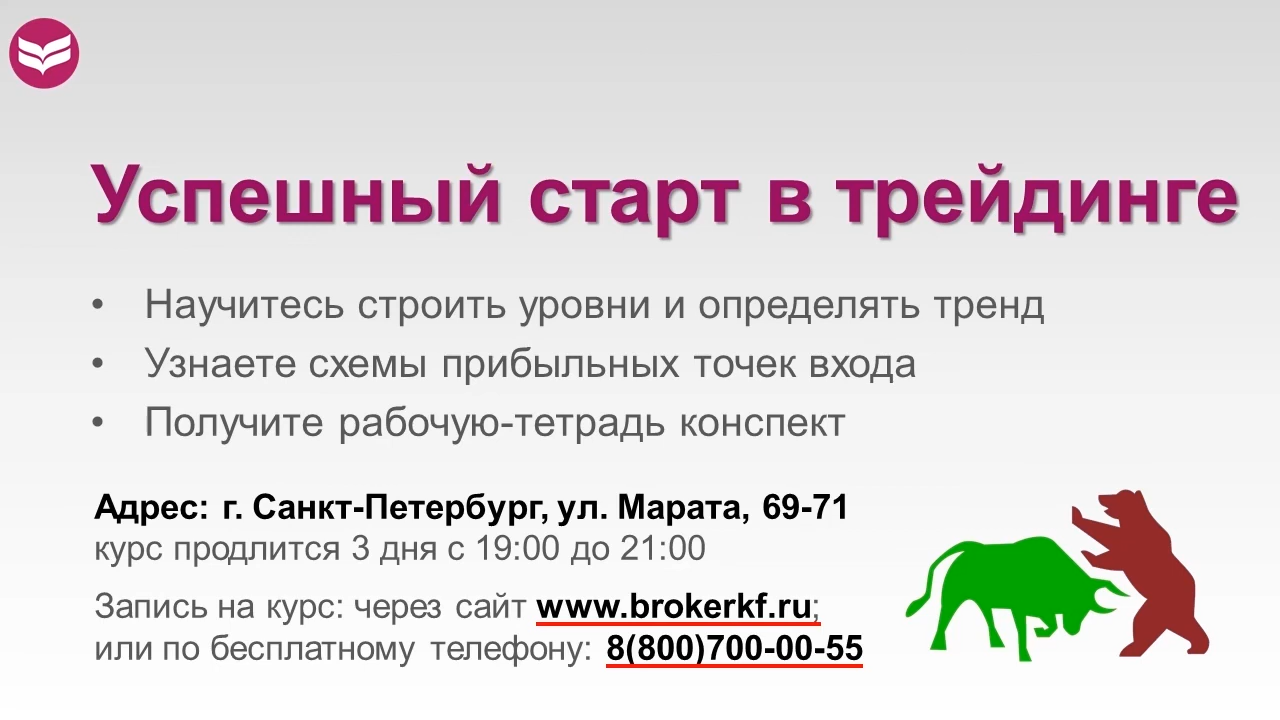 Успешный старт в трейдинге
• Научитесь строить уровни и определять тренд
• Узнаете схемы прибыльных точек входа
• Получите рабочую-тетрадь конспект
Адрес: г. Санкт-Петербург, ул. Марата, 69-71
курс продлится 3 дня с 19:00 до 21:00
Запись на курс: через сайт www.brokerkf.ru;
или по бесплатному телефону: 8(800)700-00-55